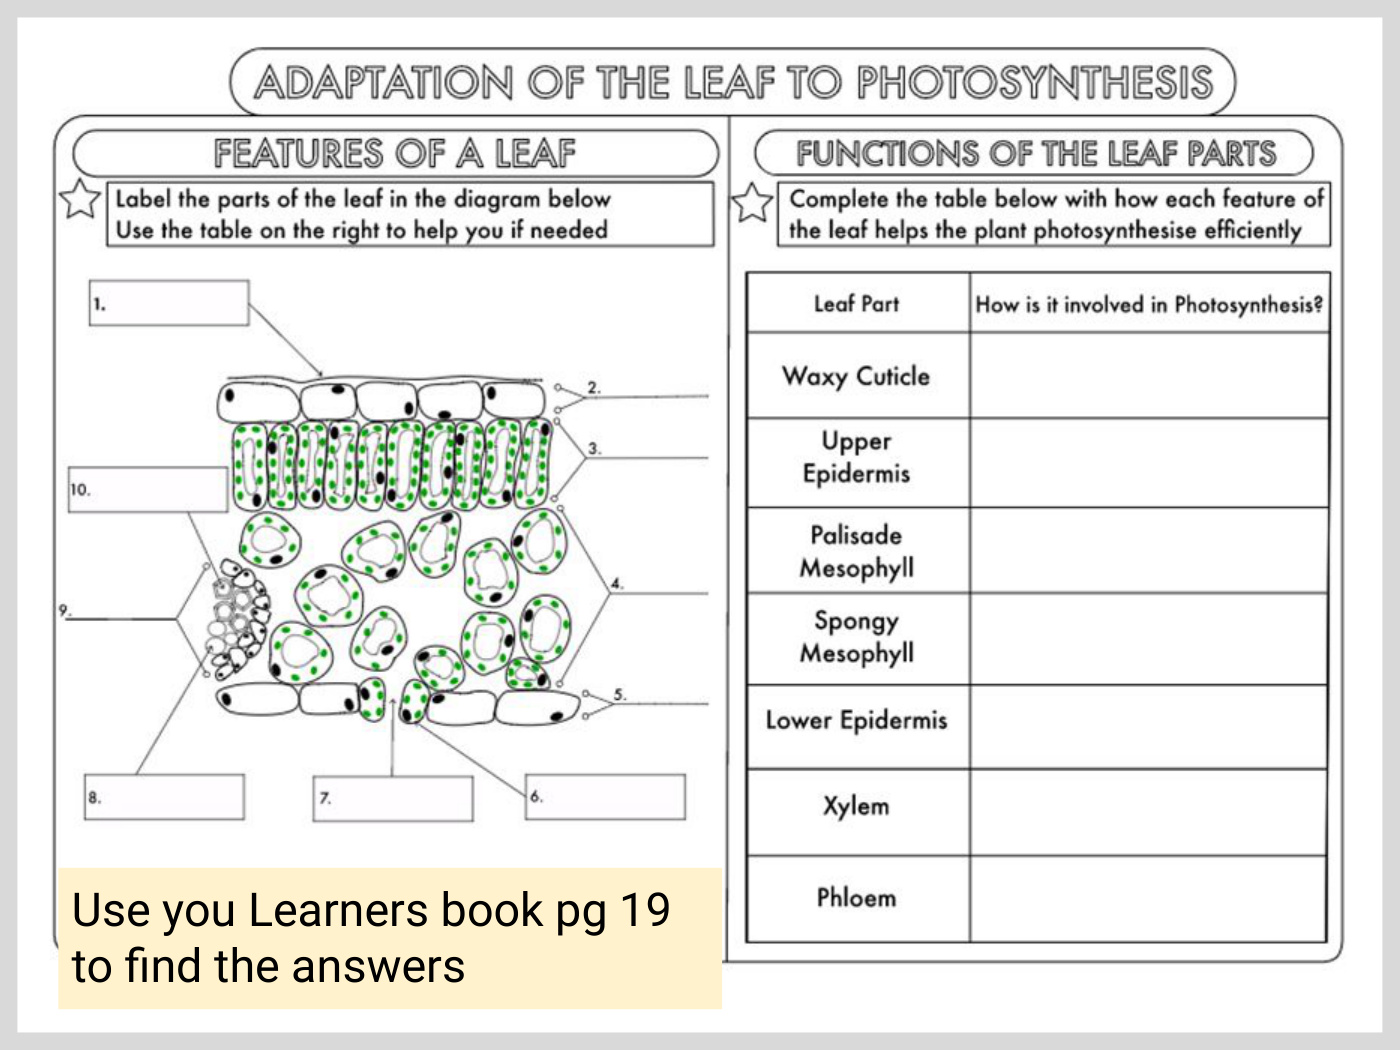 ADAPTATION OF THE LEAF TO PHOTOSYNTHESIS
FEATURES OF A LEAF
Label the parts of the leaf in the diagram below
Use the table on the right to help you if needed
1.
2.
3.
10.
4.
9.
5.
8.
7.
6.
Use you Learners book pg 19
to find the answers
FUNCTIONS OF THE LEAF PARTS
Complete the table below with how each feature of
the leaf helps the plant photosynthesise efficiently
Leaf Part
How is it involved in Photosynthesis?
Waxy Cuticle
Upper
Epidermis
Palisade
Mesophyll
Spongy
Mesophyll
Lower Epidermis
Xylem
Phloem